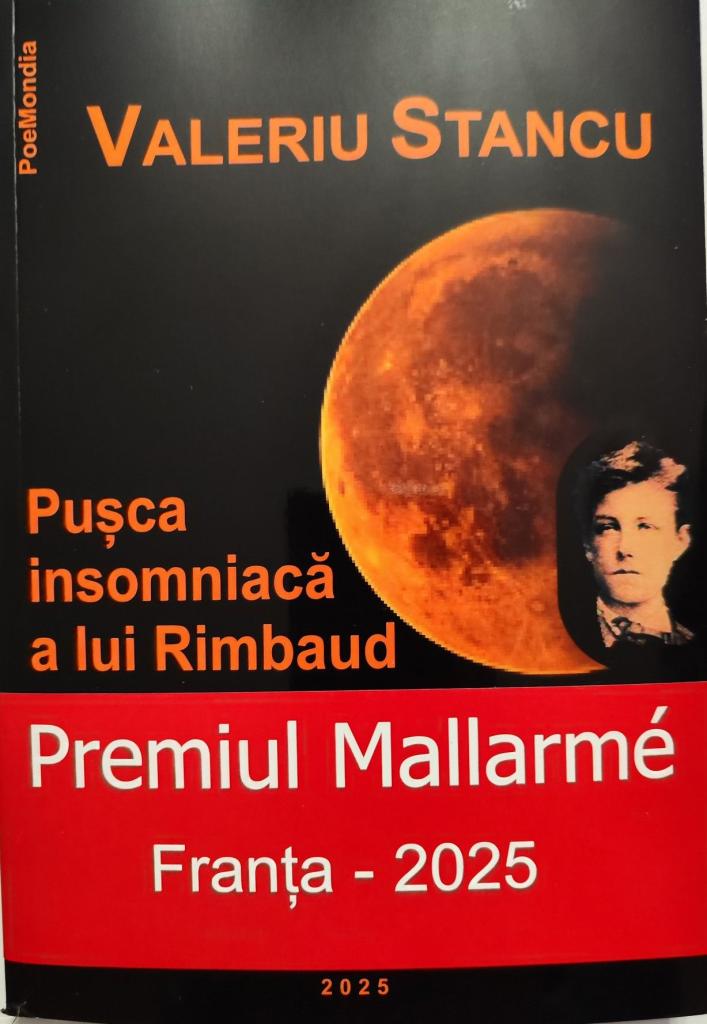 PoeMondia
VALERIU STANCU
Pușca
insomniacă
a lui Rimbaud
Premiul Mallarmé
Franța - 2025
2025